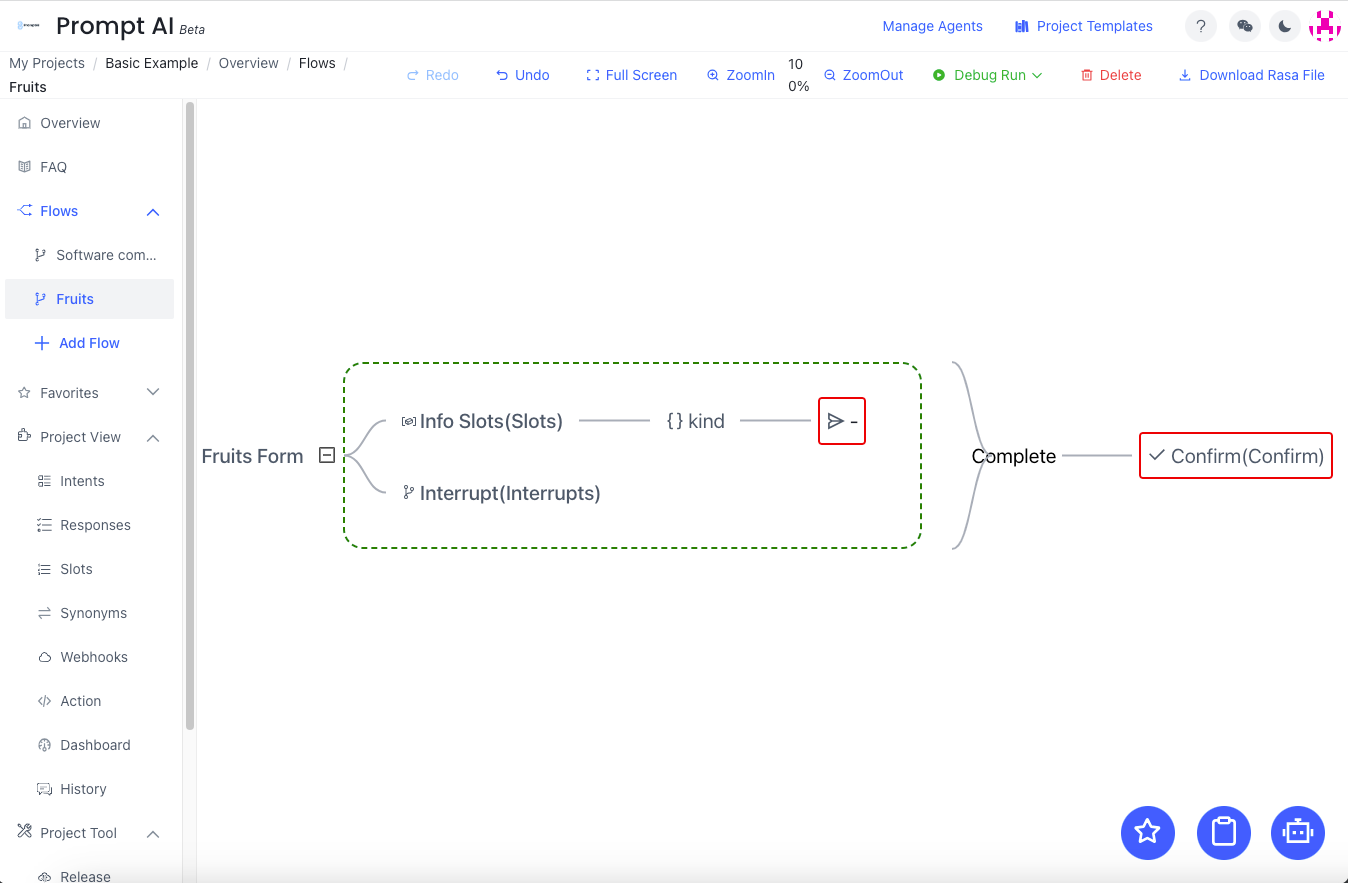 Prompt AI Beta
Manage Agents
Project Templates
?
My Projects / Basic Example / Overview / Flows /
Fruits
Redo
Undo
Full Screen
ZoomIn
10
0%
ZoomOut
Debug Run
Delete
Download Rasa File
Overview
FAQ
Flows
Software com...
Fruits
Add Flow
Favorites
Project View
Intents
Responses
Slots
Synonyms
Webhooks
Action
Dashboard
History
Project Tool
Release
Fruits Form
Info Slots(Slots)
{} kind
-
Interrupt(Interrupts)
Complete
Confirm(Confirm)